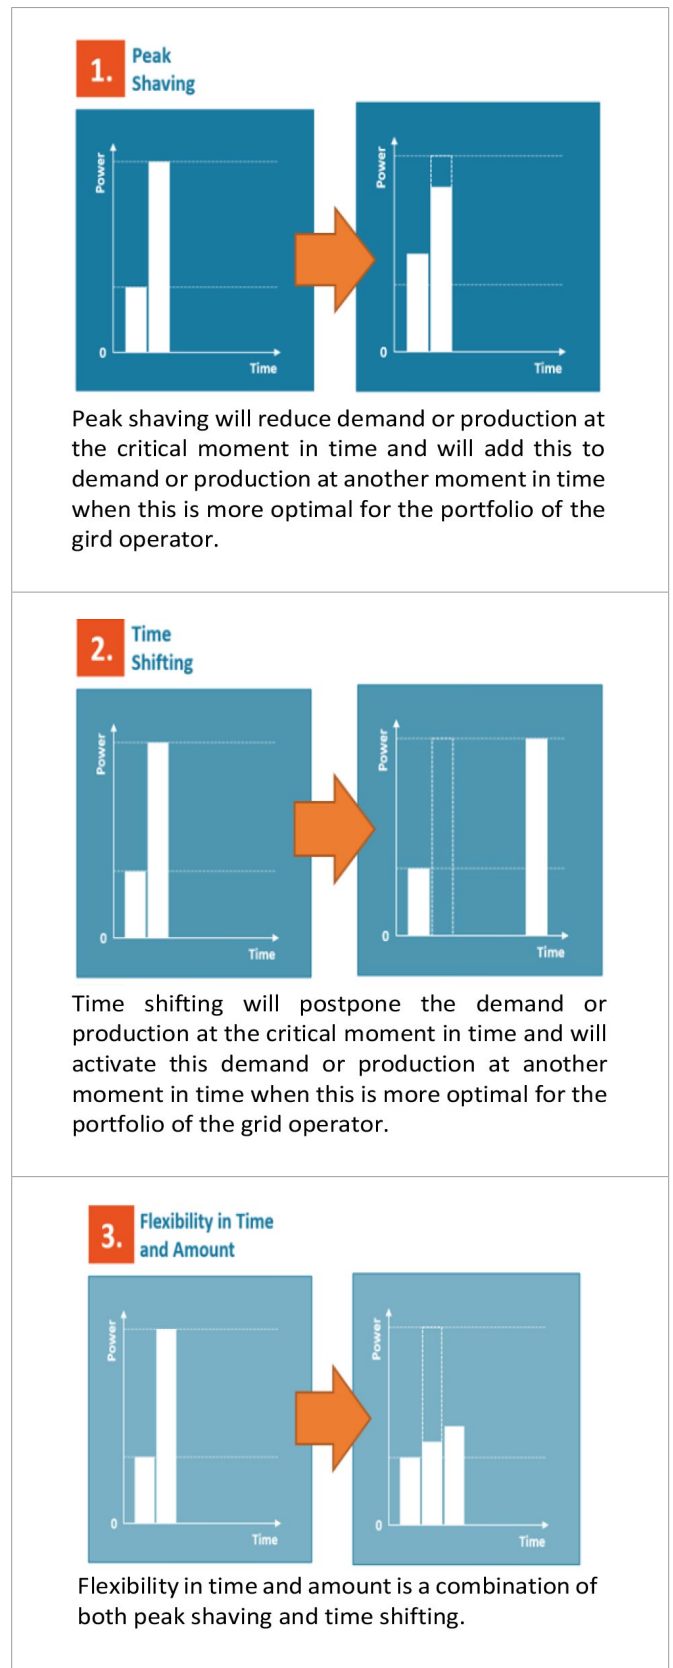 1.
Peak
Shaving
Power
0
Time
Power
0
Time
Peak shaving will reduce demand or production at
the critical moment in time and will add this to
demand or production at another moment in time
when this is more optimal for the portfolio of the
gird operator.
2.
Time
Shifting
Power
0
Time
Power
0
Time
Time shifting will postpone the demand or
production at the critical moment in time and will
activate this demand or production at another
moment in time when this is more optimal for the
portfolio of the grid operator.
3.
Flexibility in Time
and Amount
Power
0
Time
Power
0
Time
Flexibility in time and amount is a combination of
both peak shaving and time shifting.